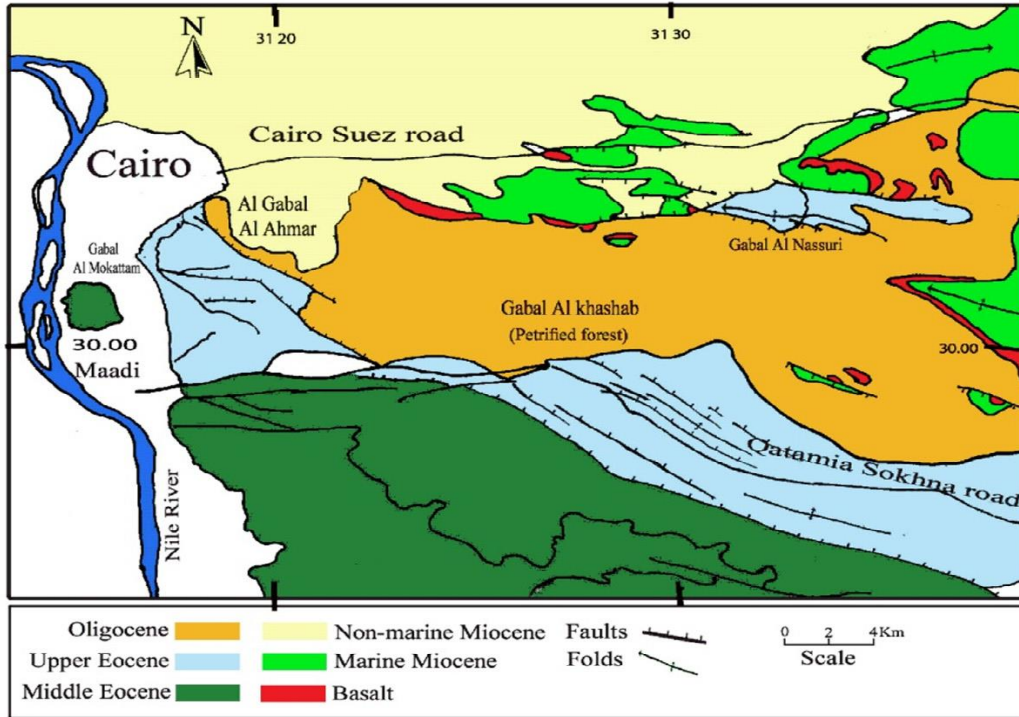 31 20
31 30
N
Cairo Suez road
Cairo
Al Gabal
Al Ahmar
Gabal
Al Mokattam
Gabal Al Nassuri
Gabal Al khashab
(Petrified forest)
30.00
30.00
Maadi
Qatamia Sokhna road
Nile River
Oligocene
Non-marine Miocene
Faults
0 2 4Km
Upper Eocene
Marine Miocene
Folds
Scale
Middle Eocene
Basalt